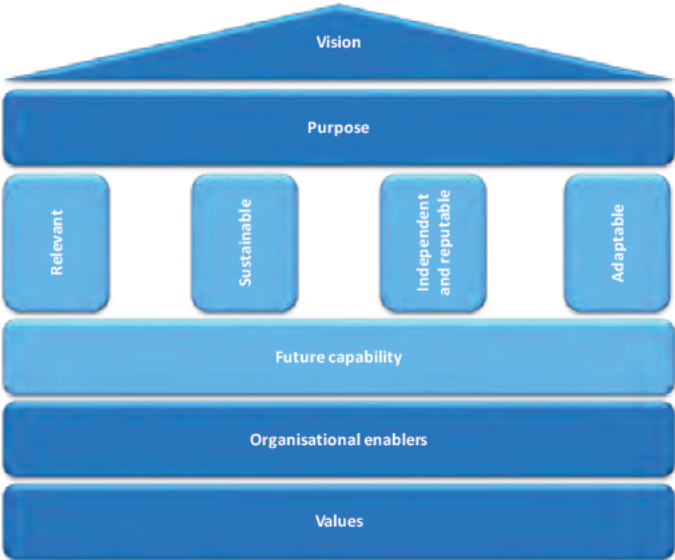 Vision
Purpose
Relevant
Sustainable
Independent
and reputable
Adaptable
Future capability
Organisational enablers
Values